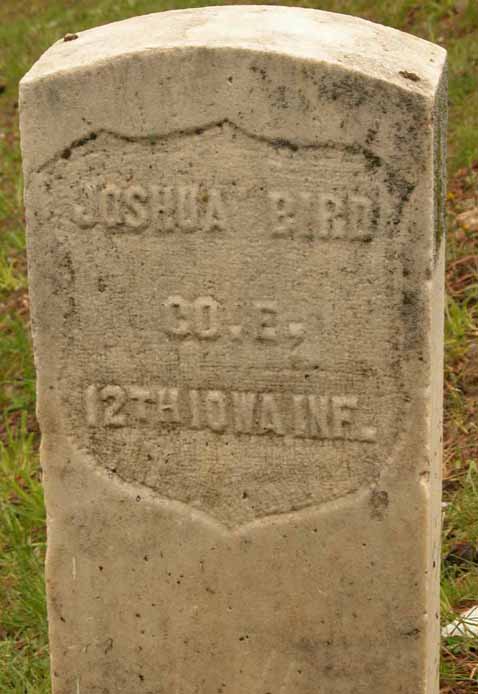 JOSHUA BIRD
CO. E.
12TH IOWA INF.